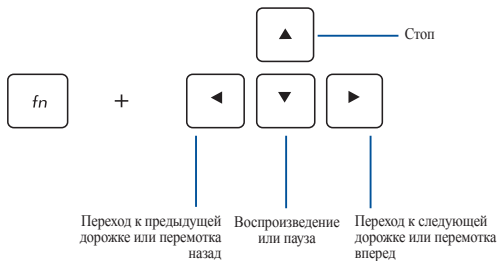 Стоп
fn
+
Переход к предыдущей
дорожке или перемотка
назад
Воспроизведение
или пауза
Переход к следующей
дорожке или перемотка
вперед